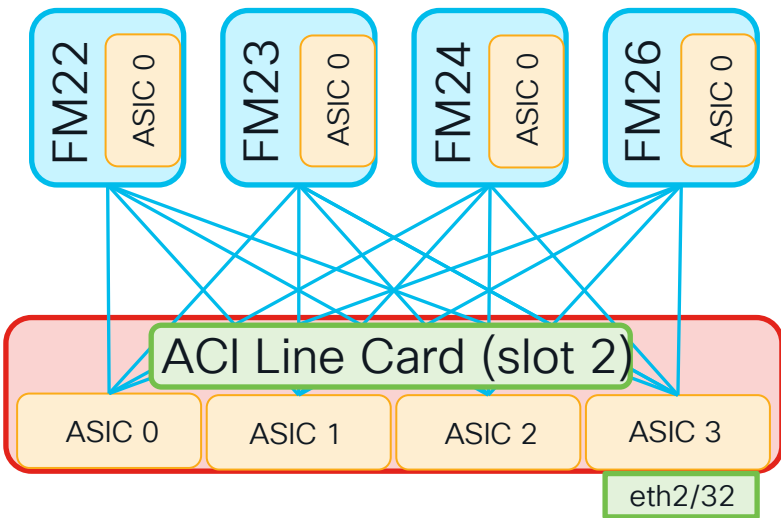 FM22
ASIC 0
FM23
ASIC 0
FM24
ASIC 0
FM26
ASIC 0
ACI Line Card (slot 2)
ASIC 0
ASIC 1
ASIC 2
ASIC 3
eth2/32